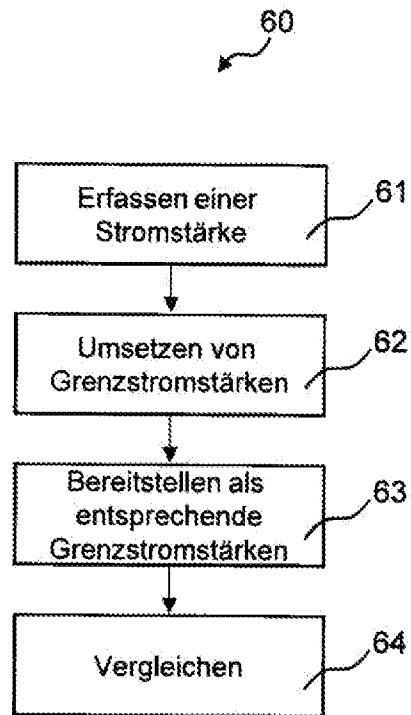 60
Erfassen einer
Stromstärke
61
Umsetzen von
Grenzstromstärken
62
Bereitstellen als
entsprechende
Grenzstromstärken
63
Vergleichen
64